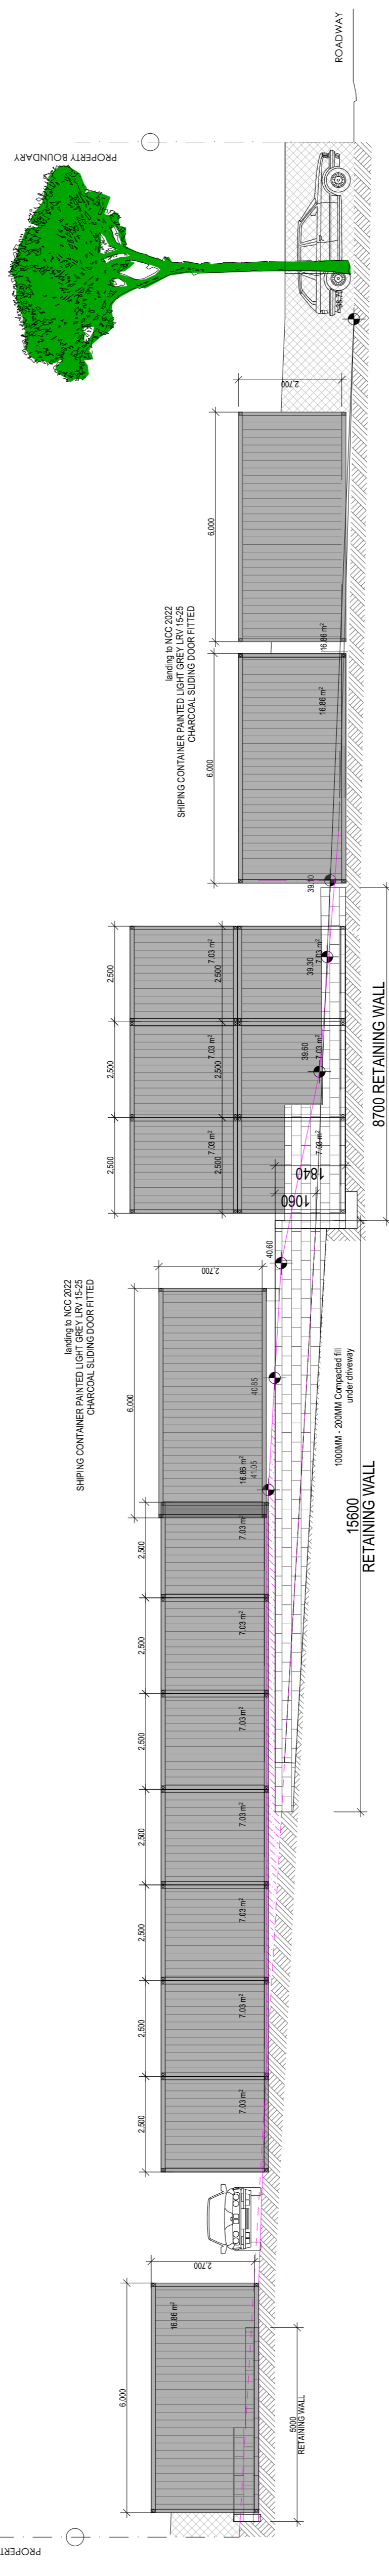 PROPERT
6,000
16.86 m²
2,700
5000
RETAINING WALL
2,500
7.03 m²
2,500
7.03 m²
2,500
7.03 m²
2,500
7.03 m²
2,500
7.03 m²
2,500
7.03 m²
2,500
7.03 m²
landing to NCC 2022
SHIPING CONTAINER PAINTED LIGHT GREY LRV 15-25
CHARCOAL SLIDING DOOR FITTED
6,000
16.86 m²
2,700
41.05
40.85
40.60
15600
RETAINING WALL
1000MM - 200MM Compacted fill
under driveway
2,500
2,500
2,500
7.03 m²
7.03 m²
7.03 m²
2,500
2,500
2,500
7.03 m²
7.03 m²
7.03 m²
1060
1840
39.60
39.30
39.10
8700 RETAINING WALL
landing to NCC 2022
SHIPING CONTAINER PAINTED LIGHT GREY LRV 15-25
CHARCOAL SLIDING DOOR FITTED
6,000
6,000
16.86 m²
16.86 m²
2,700
38.70
PROPERTY BOUNDARY
ROADWAY